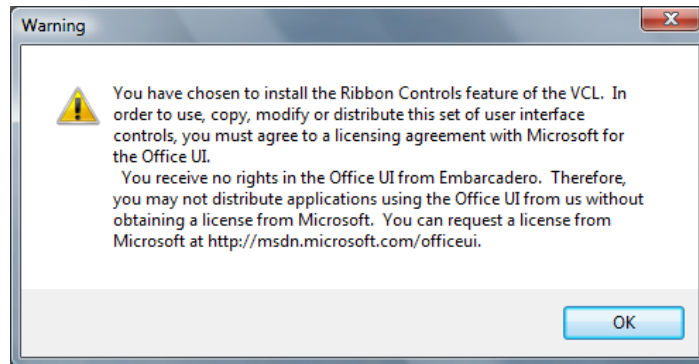 Warning
You have chosen to install the Ribbon Controls feature of the VCL.  In
order to use, copy, modify or distribute this set of user interface
controls, you must agree to a licensing agreement with Microsoft for
the Office UI.
  You receive no rights in the Office UI from Embarcadero.  Therefore,
you may not distribute applications using the Office UI from us without
obtaining a license from Microsoft.  You can request a license from
Microsoft at http://msdn.microsoft.com/officeui.
OK